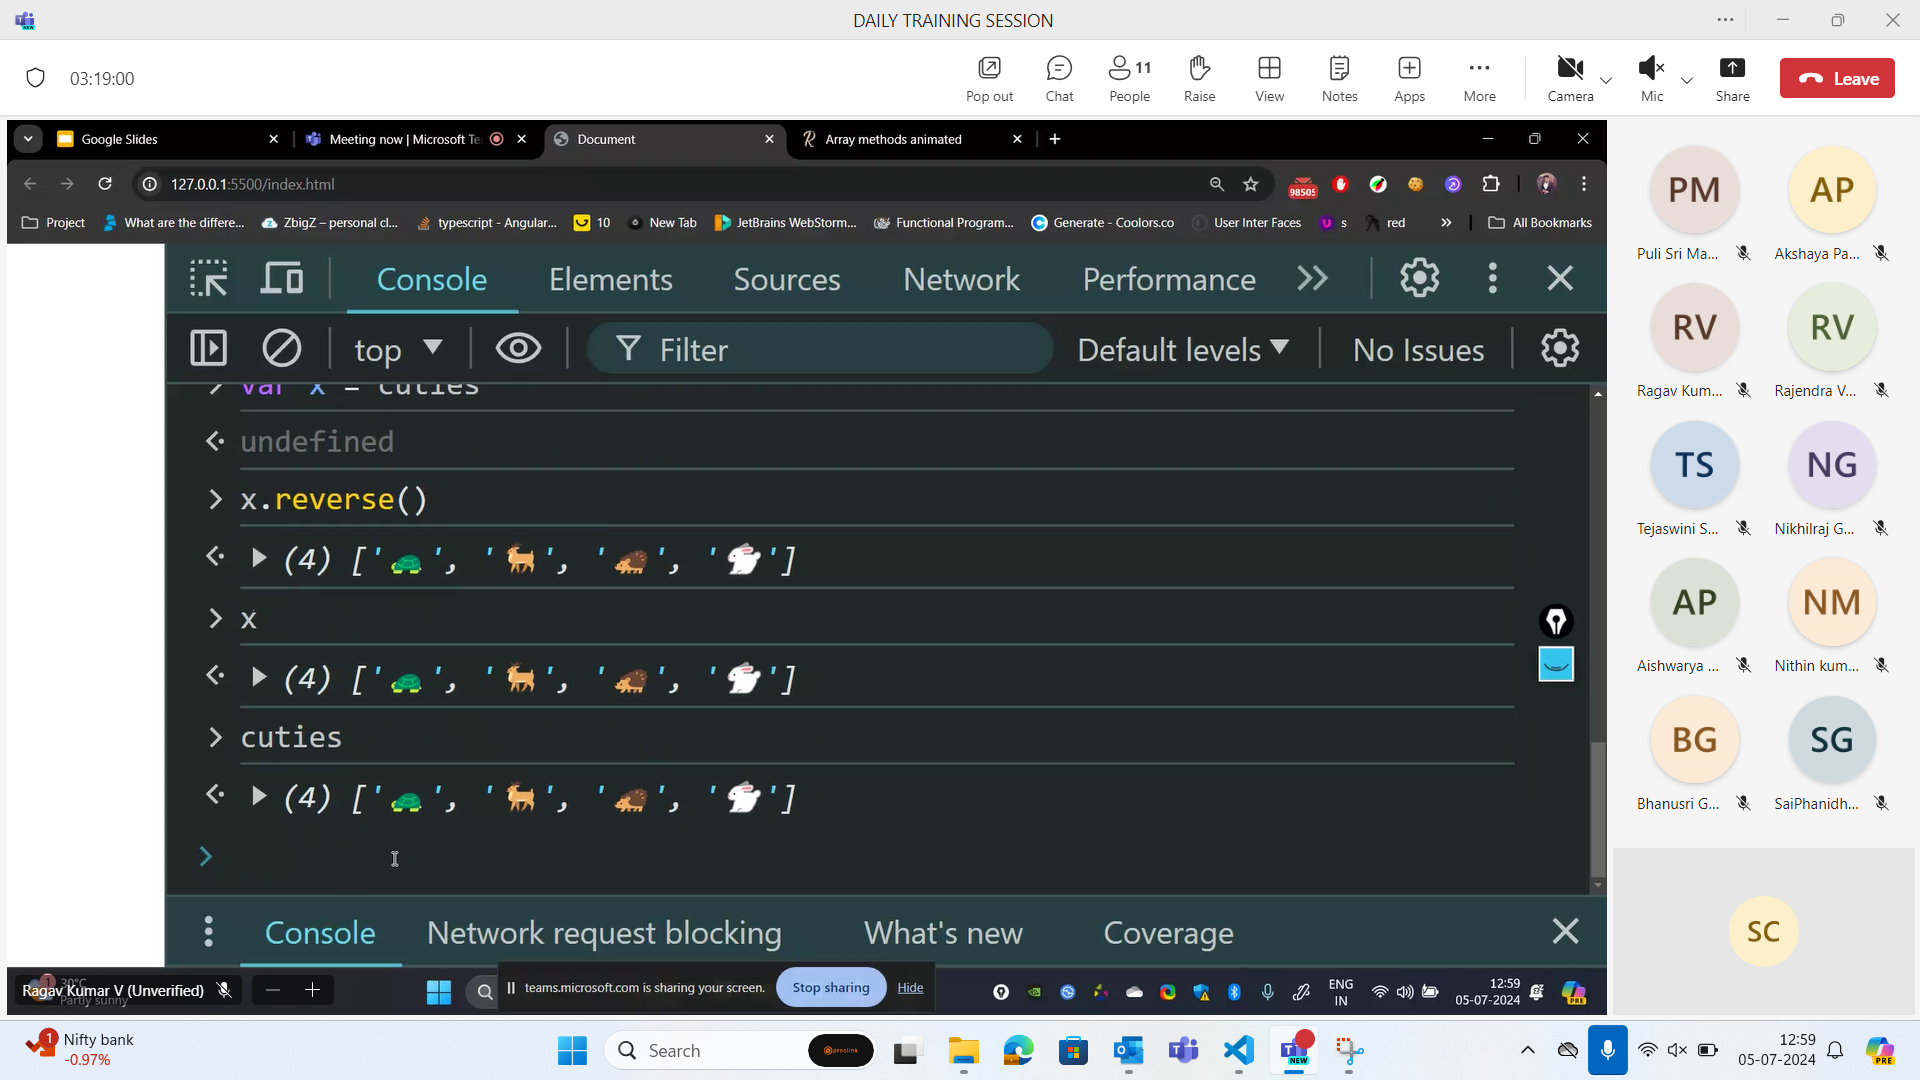 DAILY TRAINING SESSION
03:19:00
Pop out
Chat
People
11
Raise
View
Notes
Apps
More
Camera
Mic
Share
Leave
Google Slides
Meeting now | Microsoft Te
Document
Array methods animated
127.0.0.1:5500/index.html
98505
Project
What are the differe...
ZbigZ – personal cl...
typescript - Angular...
10
New Tab
JetBrains WebStorm...
Functional Program...
Generate - Coolors.co
User Inter Faces
s
red
All Bookmarks
Console
Elements
Sources
Network
Performance
top
Filter
Default levels
No Issues
var x = cuties
undefined
x.reverse()
(4) ['🐢', '🦌', '🦔', '🐇']
x
(4) ['🐢', '🦌', '🦔', '🐇']
cuties
(4) ['🐢', '🦌', '🦔', '🐇']
Console
Network request blocking
What's new
Coverage
Ragav Kumar V (Unverified)
30°C
Partly sunny
teams.microsoft.com is sharing your screen.
Stop sharing
Hide
ENG
IN
12:59
05-07-2024
PRE
PM
Puli Sri Ma...
AP
Akshaya Pa...
RV
Ragav Kum...
RV
Rajendra V...
TS
Tejaswini S...
NG
Nikhilraj G...
AP
Aishwarya ...
NM
Nithin kum...
BG
Bhanusri G...
SG
SaiPhanidh...
SC
1
Nifty bank
-0.97%
Search
NEW
12:59
05-07-2024
PRE